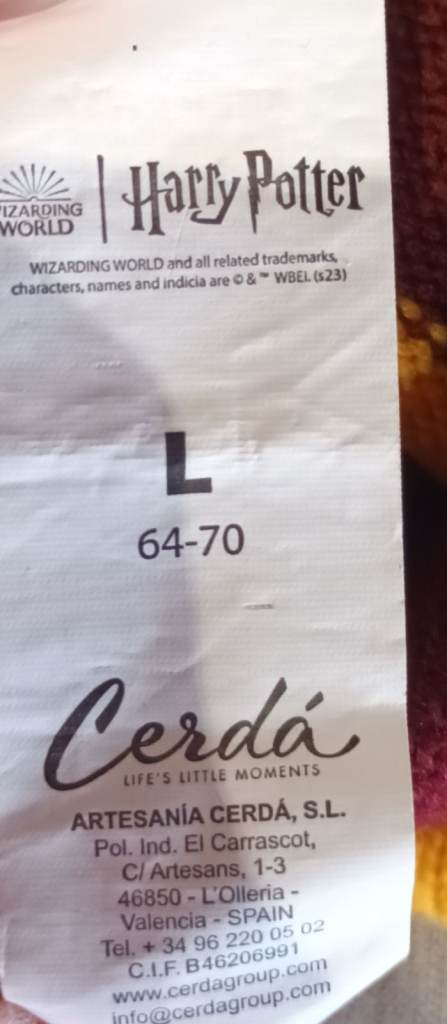 WIZARDING
WORLD
Harry Potter
WIZARDING WORLD and all related trademarks,
characters, names and indicia are © & ™ WBEI. (s23)
L
64-70
Cerdá
LIFE'S LITTLE MOMENTS
ARTESANÍA CERDÁ, S.L.
Pol. Ind. El Carrascot,
C/ Artesans, 1-3
46850 - L'Olleria -
Valencia - SPAIN
Tel. + 34 96 220 05 02
C.I.F. B46206991
www.cerdagroup.com
info@cerdagroup.com